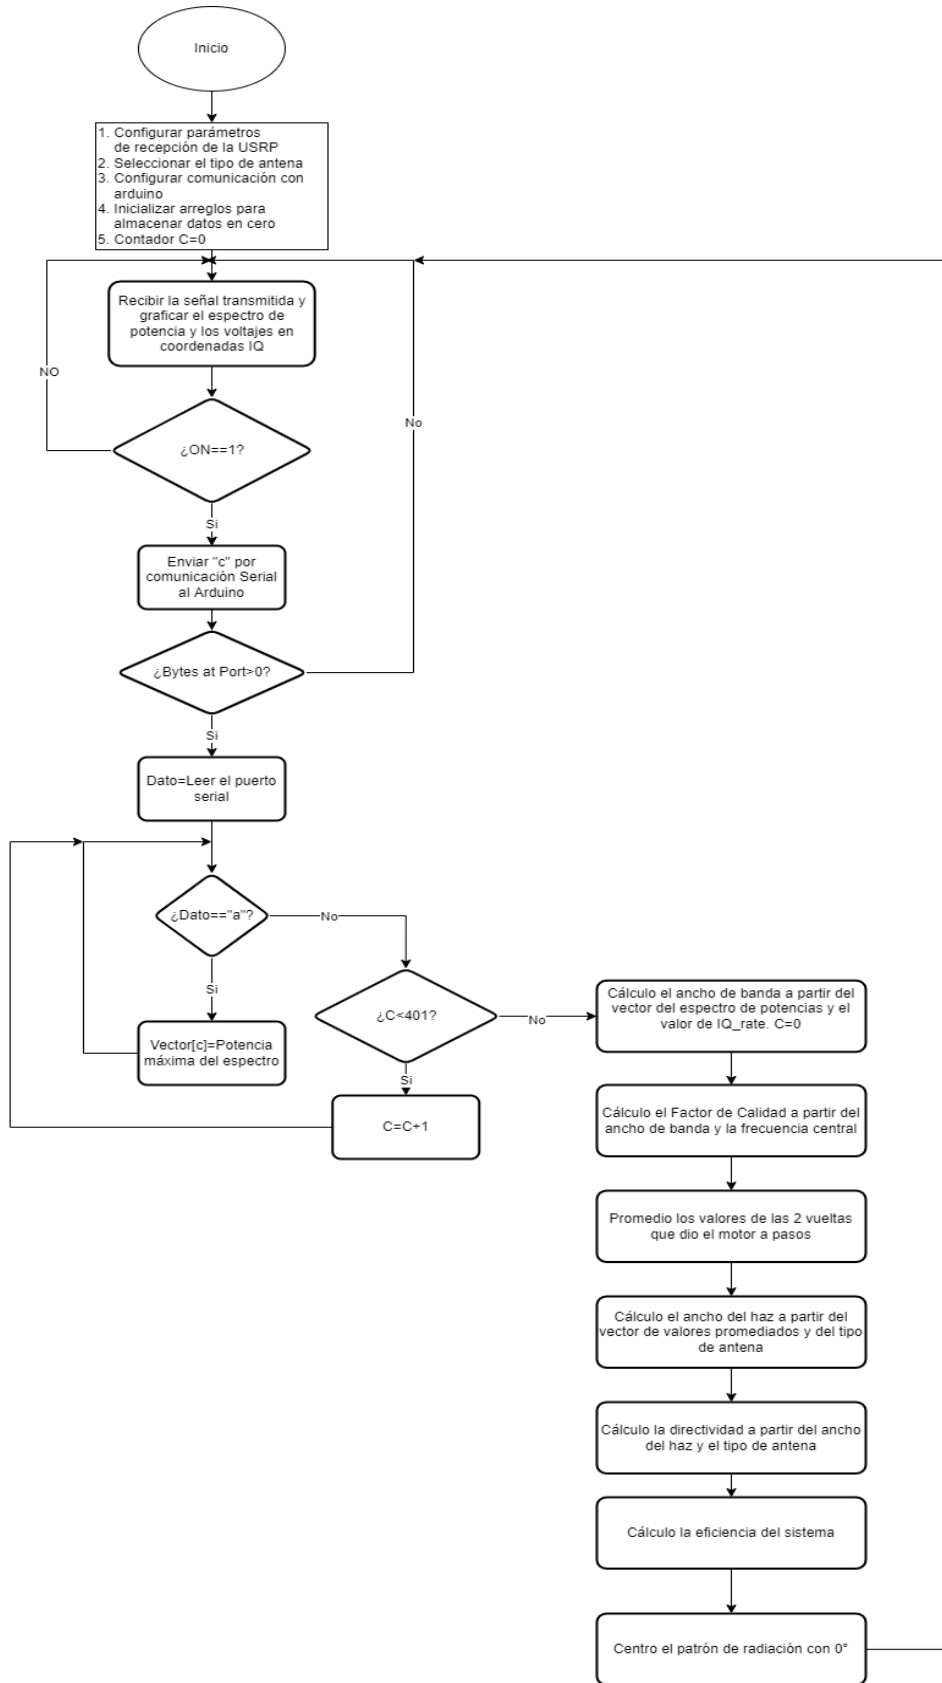 Inicio
1. Configurar parámetros
de recepción de la USRP
2. Seleccionar el tipo de antena
3. Configurar comunicación con
arduino
4. Inicializar arreglos para
almacenar datos en cero
5. Contador C=0
Recibir la señal transmitida y
graficar el espectro de
potencia y los voltajes en
coordenadas IQ
NO
No
¿ON==1?
Si
Enviar "c" por
comunicación Serial
al Arduino
¿Bytes at Port>0?
Si
Dato=Leer el puerto
serial
¿Dato=="a"?
No
Si
Vector[c]=Potencia
máxima del espectro
¿C<401?
No
Si
C=C+1
Cálculo el ancho de banda a partir del
vector del espectro de potencias y el
valor de IQ_rate. C=0
Cálculo el Factor de Calidad a partir del
ancho de banda y la frecuencia central
Promedio los valores de las 2 vueltas
que dio el motor a pasos
Cálculo el ancho del haz a partir del
vector de valores promediados y del tipo
de antena
Cálculo la directividad a partir del ancho
del haz y el tipo de antena
Cálculo la eficiencia del sistema
Centro el patrón de radiación con 0°